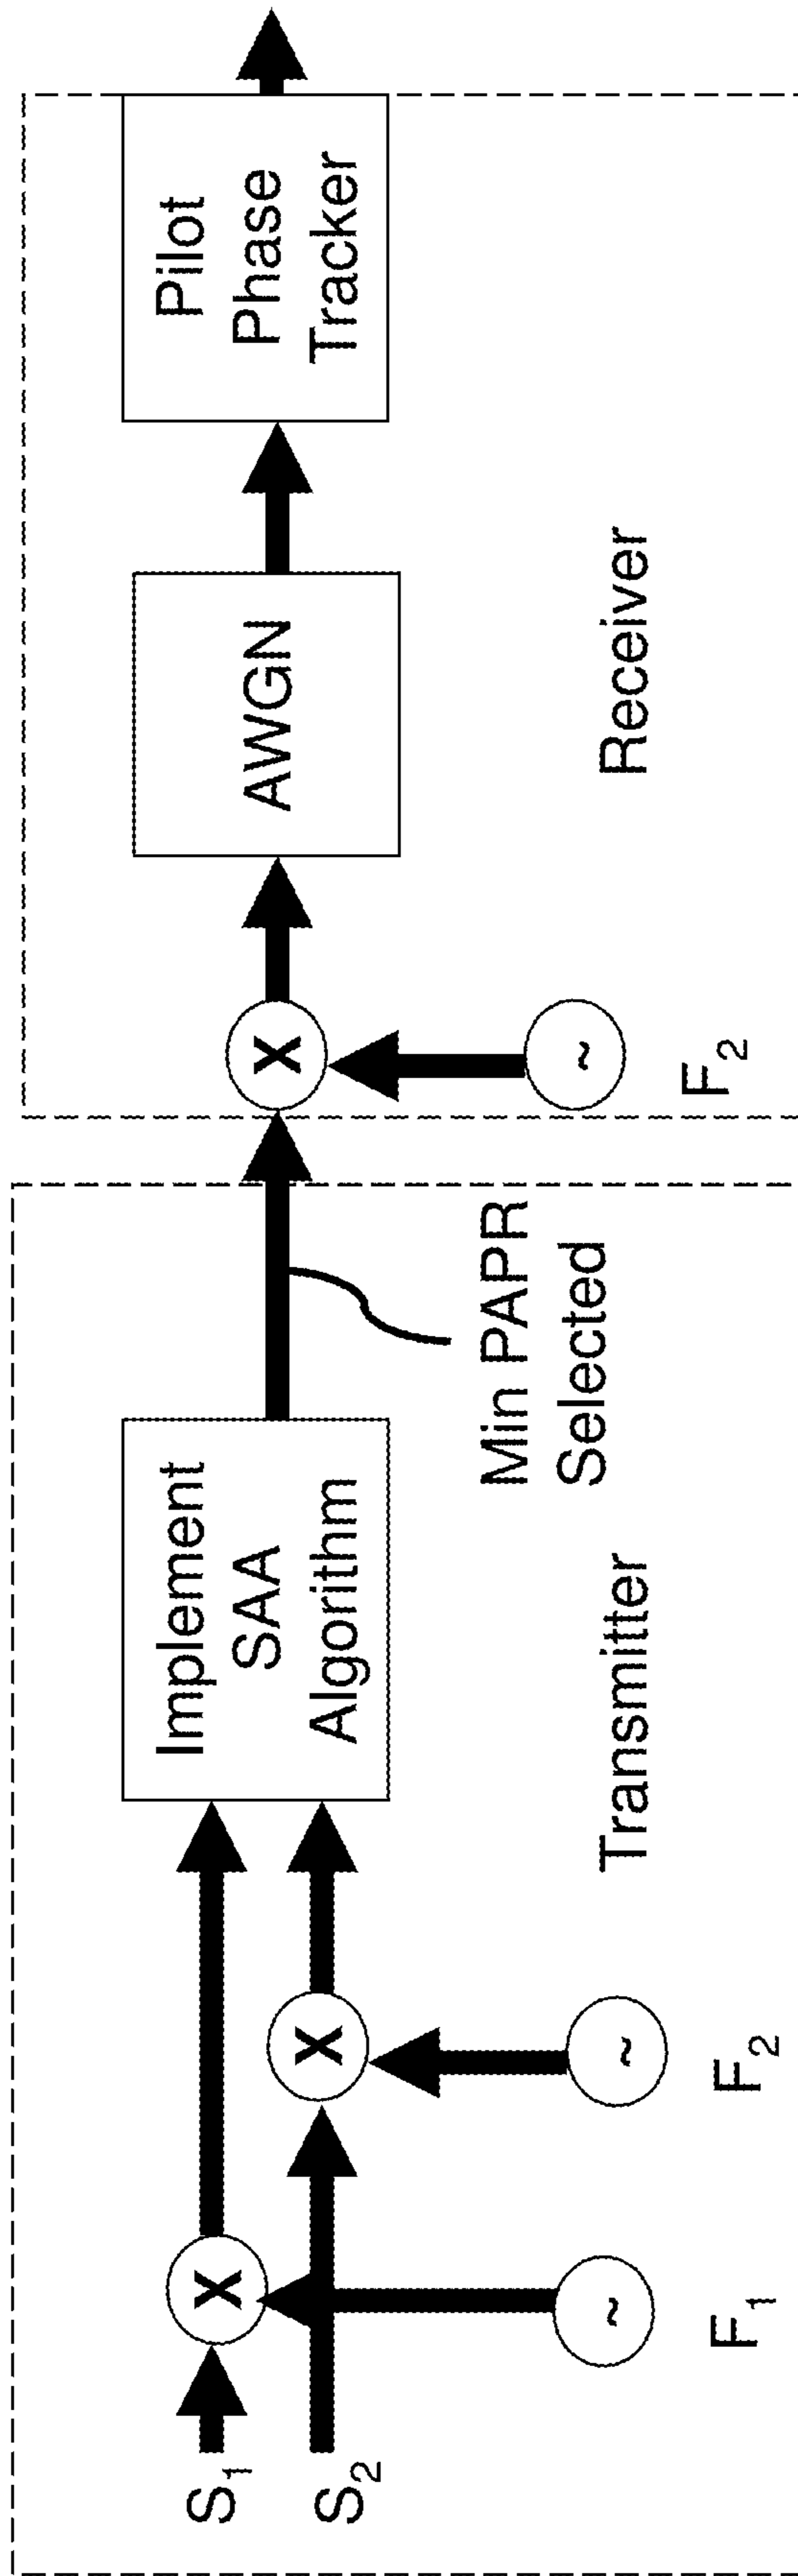 S1
S2
X
X
~
F1
~
F2
Implement
SAA
Algorithm
Min PAPR
Selected
Transmitter
X
~
F2
AWGN
Pilot
Phase
Tracker
Receiver